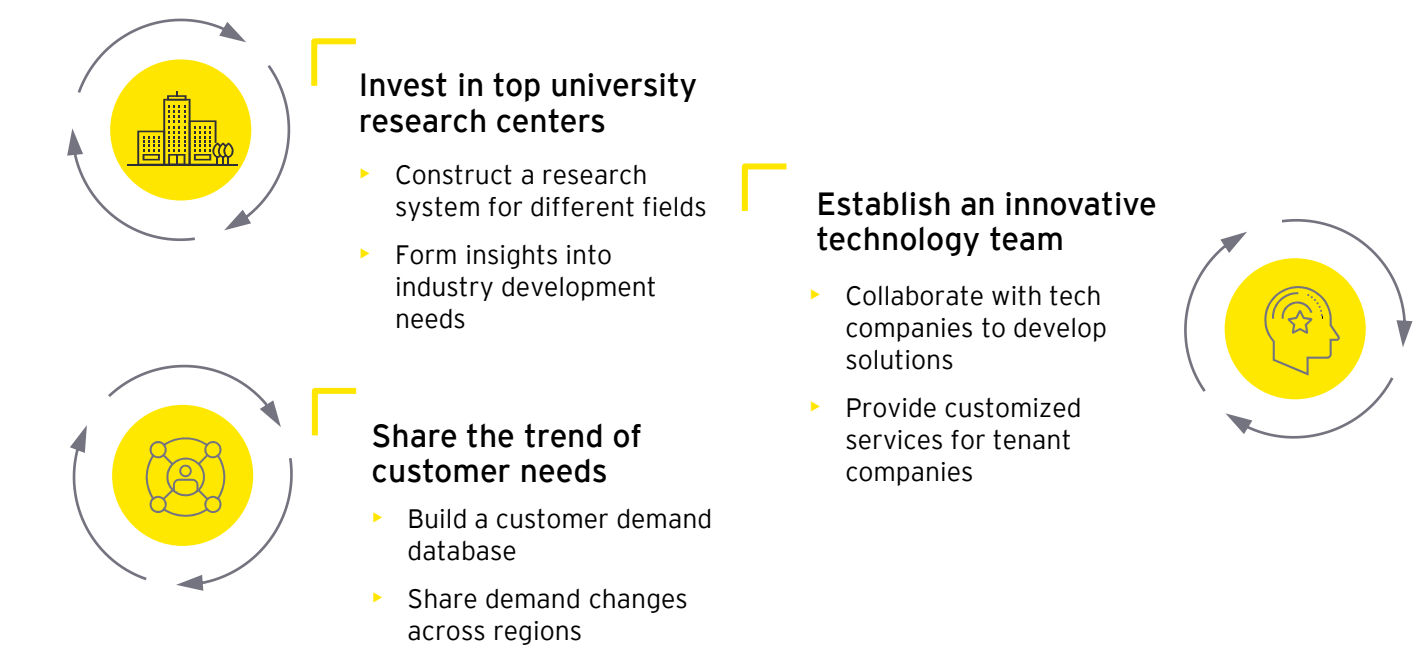 Invest in top university
research centers
‣ Construct a research
system for different fields
‣ Form insights into
industry development
needs
Share the trend of
customer needs
‣ Build a customer demand
database
‣ Share demand changes
across regions
Establish an innovative
technology team
‣ Collaborate with tech
companies to develop
solutions
‣ Provide customized
services for tenant
companies